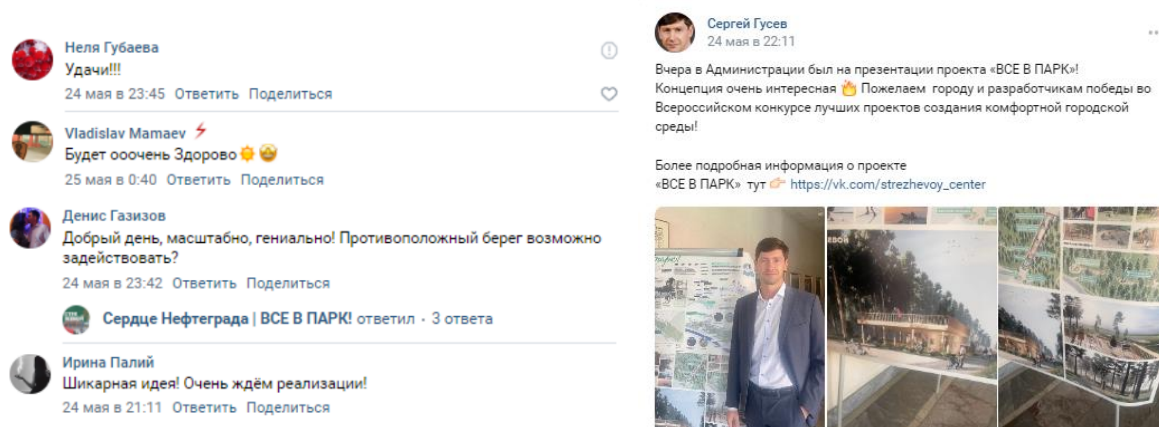 Неля Губаева
Удачи!!!
24 мая в 23:45 Ответить Поделиться
Vladislav Mamaev
Будет ооочень Здорово
25 мая в 0:40 Ответить Поделиться
Денис Газизов
Добрый день, масштабно, гениально! Противоположный берег возможно
задействовать?
24 мая в 23:42 Ответить Поделиться
Сердце Нефтеграда | ВСЕ В ПАРК! ответил · 3 ответа
Ирина Палий
Шикарная идея! Очень ждём реализации!
24 мая в 21:11 Ответить Поделиться
Сергей Гусев
24 мая в 22:11
Вчера в Администрации был на презентации проекта «ВСЕ В ПАРК»!
Концепция очень интересная 🔥 Пожелаем городу и разработчикам победы во
Всероссийском конкурсе лучших проектов создания комфортной городской
среды!
Более подробная информация о проекте
«ВСЕ В ПАРК» тут 👉 https://vk.com/strezhevoy_center